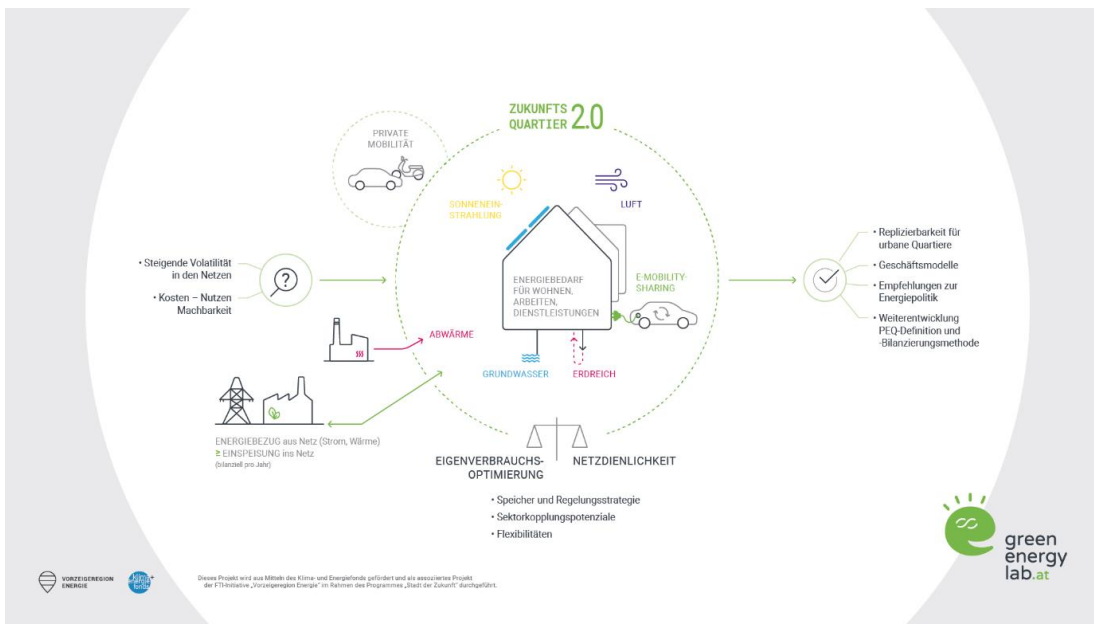 ZUKUNFTS
QUARTIER 2.0
PRIVATE
MOBILITÄT
SONNENEIN-
STRAHLUNG
LUFT
• Steigende Volatilität
in den Netzen
• Kosten – Nutzen
Machbarkeit
?
ENERGIEBEDARF
FÜR WOHNEN,
ARBEITEN,
DIENSTLEISTUNGEN
E-MOBILITY-
SHARING
• Replizierbarkeit für
urbane Quartiere
• Geschäftsmodelle
• Empfehlungen zur
Energiepolitik
• Weiterentwicklung
PEQ-Definition und
-Bilanzierungsmethode
ABWÄRME
GRUNDWASSER
ERDREICH
ENERGIEBEZUG aus Netz (Strom, Wärme)
≥ EINSPEISUNG ins Netz
(bilanziell pro Jahr)
EIGENVERBRAUCHS-
OPTIMIERUNG
NETZDIENLICHKEIT
• Speicher und Regelungsstrategie
• Sektorkopplungspotenziale
• Flexibilitäten
green
energy
lab.at
VORZEIGEREGION
ENERGIE
klima+
energie
fonds
Dieses Projekt wird aus Mitteln des Klima- und Energiefonds gefördert und als assoziiertes Projekt
der FTI-Initiative „Vorzeigeregion Energie" im Rahmen des Programmes „Stadt der Zukunft" durchgeführt.